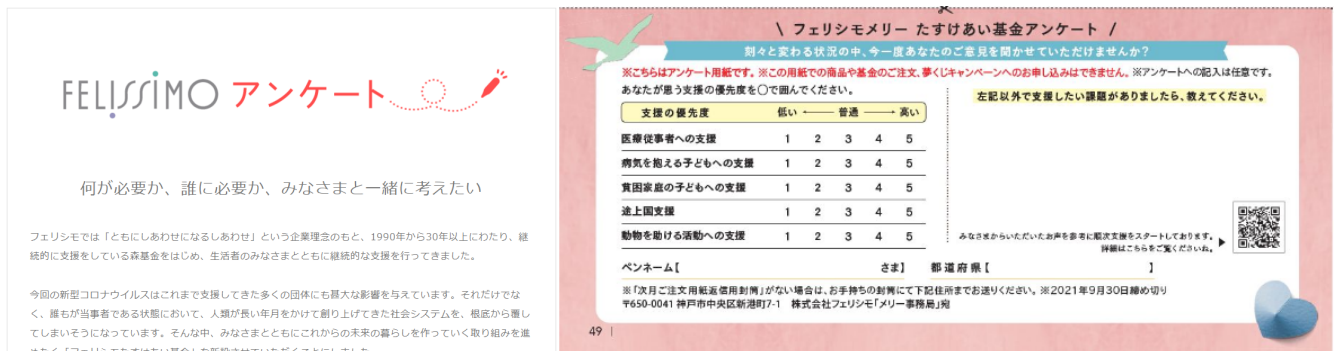 FELISSIMO アンケート
何が必要か、誰に必要か、みなさまと一緒に考えたい
フェリシモでは「ともにしあわせになるしあわせ」という企業理念のもと、1990年から30年以上にわたり、継
続的に支援をしている森基金をはじめ、生活者のみなさまとともに継続的な支援を行ってきました。
今回の新型コロナウイルスはこれまで支援してきた多くの団体にも甚大な影響を与えています。それだけでな
く、誰もが当事者である状態において、人類が長い年月をかけて創り上げてきた社会システムを、根底から覆し
てしまいそうになっています。そんな中、みなさまとともにこれからの未来の暮らしを作っていく取り組みを進
めたく「フェリシモたすけあい基金」を新設させていただくことにしました。
\ フェリシモメリー たすけあい基金アンケート /
刻々と変わる状況の中、今一度あなたのご意見を聞かせていただけませんか?
※こちらはアンケート用紙です。※この用紙での商品や基金のご注文、夢くじキャンペーンへのお申し込みはできません。※アンケートへの記入は任意です。
あなたが思う支援の優先度を〇で囲んでください。
支援の優先度 低い ← 普通 → 高い
医療従事者への支援 1 2 3 4 5
病気を抱える子どもへの支援 1 2 3 4 5
貧困家庭の子どもへの支援 1 2 3 4 5
途上国支援 1 2 3 4 5
動物を助ける活動への支援 1 2 3 4 5
左記以外で支援したい課題がありましたら、教えてください。
みなさまからいただいたお声を参考に順次支援をスタートしております。
詳細はこちらをご覧くださいね。▶
ペンネーム【 さま】 都道府県【 】
※「次月ご注文用紙返信用封筒」がない場合は、お手持ちの封筒にて下記住所までお送りください。※2021年9月30日締め切り
〒650-0041 神戸市中央区新港町7-1 株式会社フェリシモ「メリー事務局」宛
49